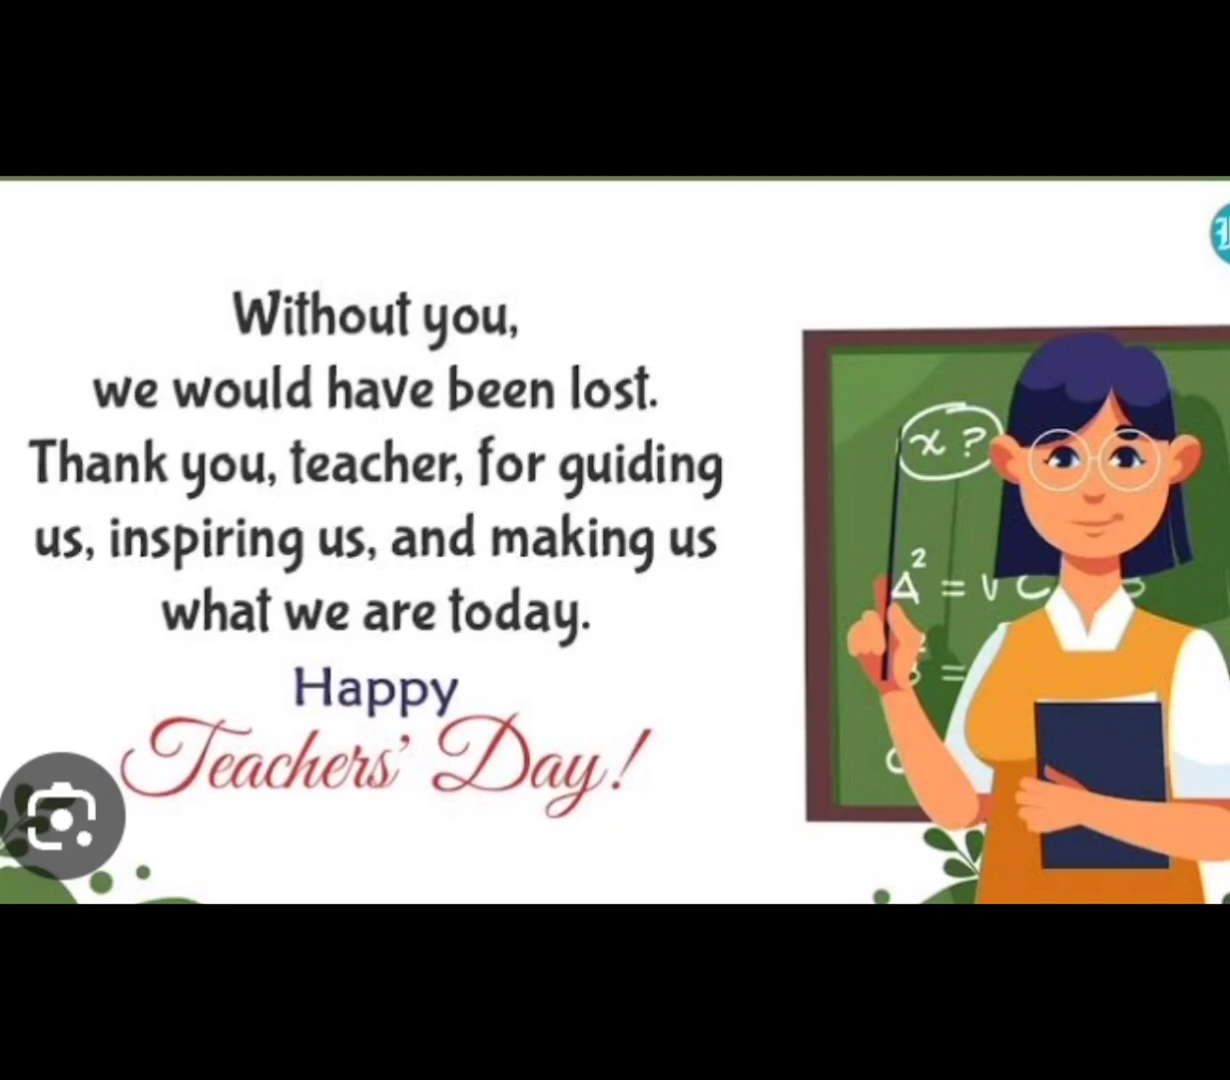 Without you,
we would have been lost.
Thank you, teacher, for guiding
us, inspiring us, and making us
what we are today.
Happy
Teachers' Day!
x ?
A² = V C